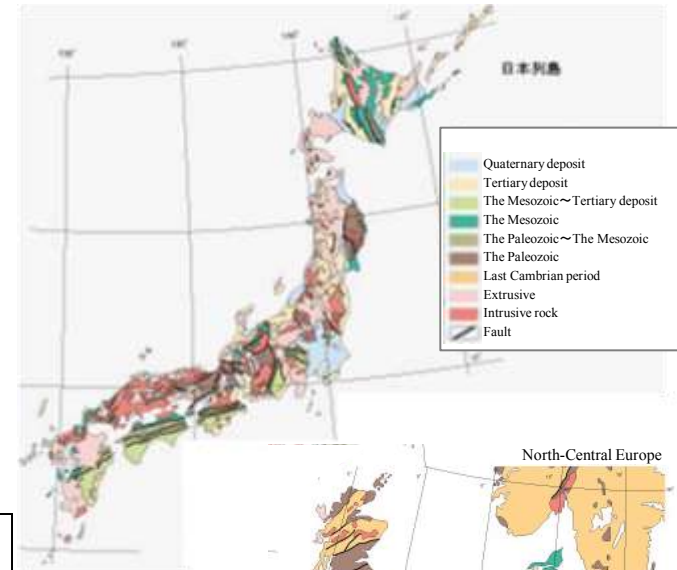 日本列島
Quaternary deposit
Tertiary deposit
The Mesozoic〜Tertiary deposit
The Mesozoic
The Paleozoic〜The Mesozoic
The Paleozoic
Last Cambrian period
Extrusive
Intrusive rock
Fault
North-Central Europe